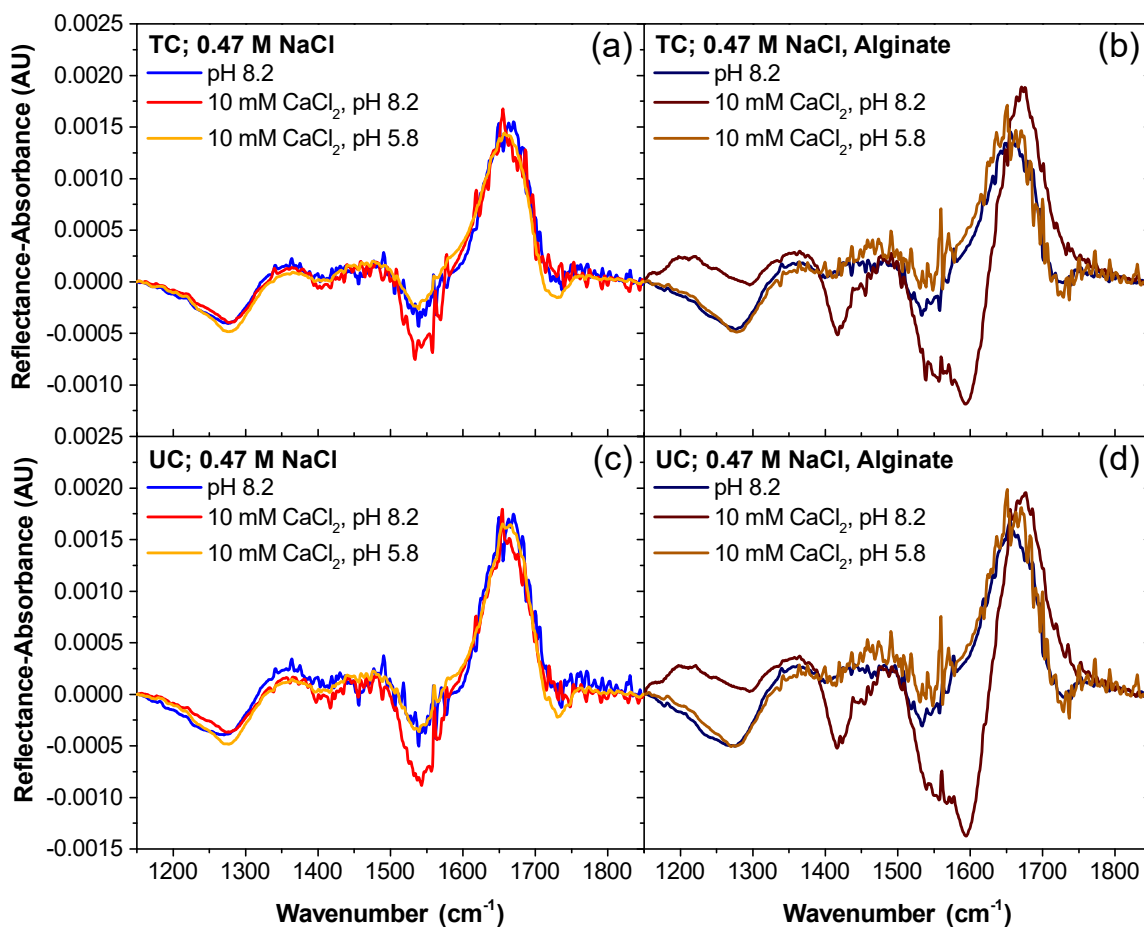 TC; 0.47 M NaCl (a)
pH 8.2
10 mM CaCl₂, pH 8.2
10 mM CaCl₂, pH 5.8
TC; 0.47 M NaCl, Alginate (b)
pH 8.2
10 mM CaCl₂, pH 8.2
10 mM CaCl₂, pH 5.8
0.0025
0.0020
0.0015
0.0010
0.0005
0.0000
-0.0005
-0.0010
Reflectance-Absorbance (AU)
UC; 0.47 M NaCl (c)
pH 8.2
10 mM CaCl₂, pH 8.2
10 mM CaCl₂, pH 5.8
UC; 0.47 M NaCl, Alginate (d)
pH 8.2
10 mM CaCl₂, pH 8.2
10 mM CaCl₂, pH 5.8
0.0025
0.0020
0.0015
0.0010
0.0005
0.0000
-0.0005
-0.0010
-0.0015
Reflectance-Absorbance (AU)
1200 1300 1400 1500 1600 1700 1800
1200 1300 1400 1500 1600 1700 1800
Wavenumber (cm⁻¹)
Wavenumber (cm⁻¹)